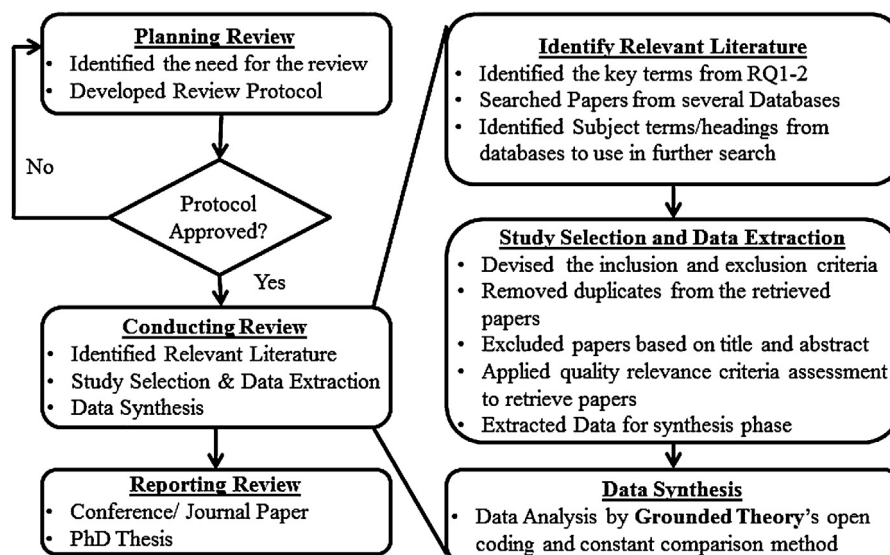 Planning Review
• Identified the need for the review
• Developed Review Protocol
No
Protocol
Approved?
Yes
Conducting Review
• Identified Relevant Literature
• Study Selection & Data Extraction
• Data Synthesis
Reporting Review
• Conference/ Journal Paper
• PhD Thesis
Identify Relevant Literature
• Identified the key terms from RQ1-2
• Searched Papers from several Databases
• Identified Subject terms/headings from
databases to use in further search
Study Selection and Data Extraction
• Devised the inclusion and exclusion criteria
• Removed duplicates from the retrieved
papers
• Excluded papers based on title and abstract
• Applied quality relevance criteria assessment
to retrieve papers
• Extracted Data for synthesis phase
Data Synthesis
• Data Analysis by Grounded Theory's open
coding and constant comparison method